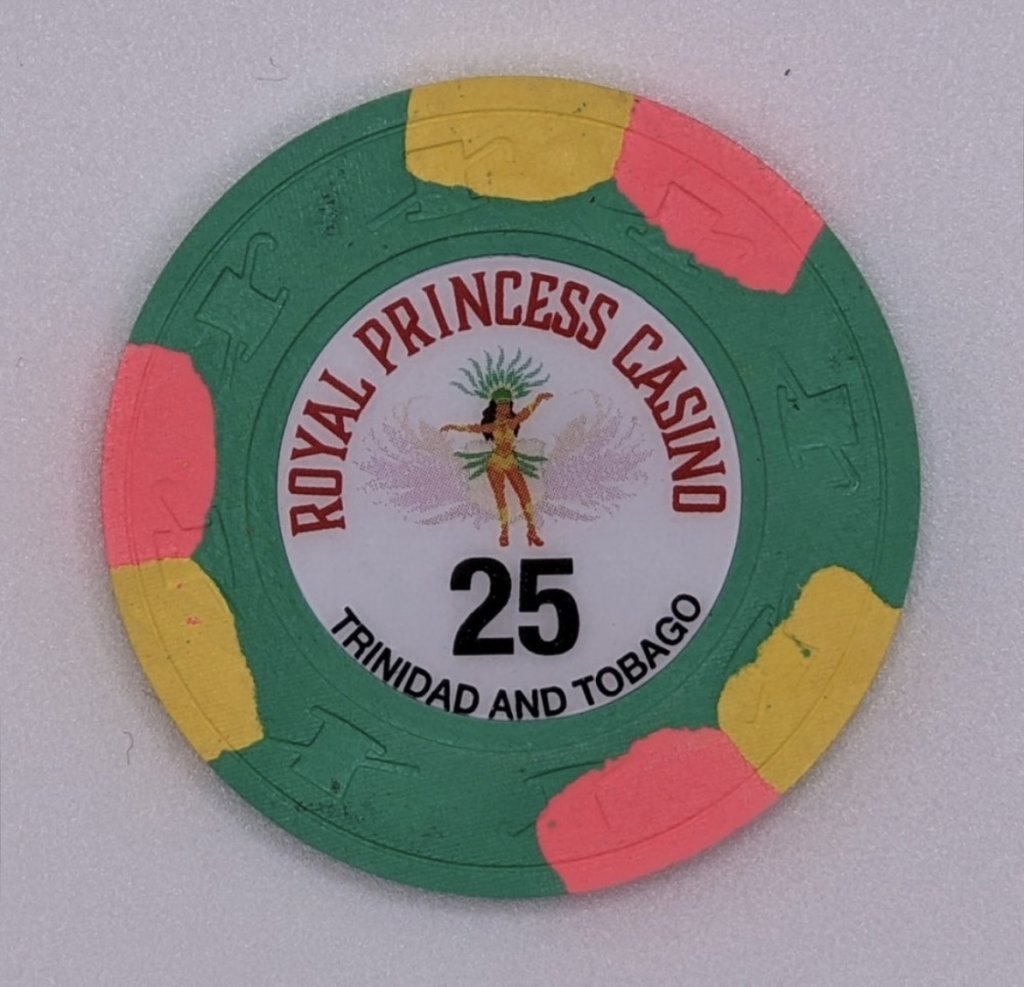 ROYAL PRINCESS CASINO
25
TRINIDAD AND TOBAGO